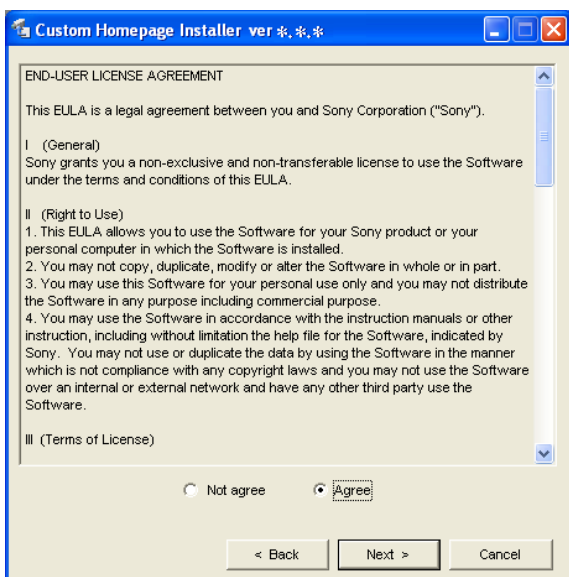 Custom Homepage Installer ver *.*.*
END-USER LICENSE AGREEMENT
This EULA is a legal agreement between you and Sony Corporation ("Sony").
I (General)
Sony grants you a non-exclusive and non-transferable license to use the Software
under the terms and conditions of this EULA.
II (Right to Use)
1. This EULA allows you to use the Software for your Sony product or your
personal computer in which the Software is installed.
2. You may not copy, duplicate, modify or alter the Software in whole or in part.
3. You may use this Software for your personal use only and you may not distribute
the Software in any purpose including commercial purpose.
4. You may use the Software in accordance with the instruction manuals or other
instruction, including without limitation the help file for the Software, indicated by
Sony. You may not use or duplicate the data by using the Software in the manner
which is not compliance with any copyright laws and you may not use the Software
over an internal or external network and have any other third party use the
Software.
III (Terms of License)
Not agree Agree
< Back Next > Cancel